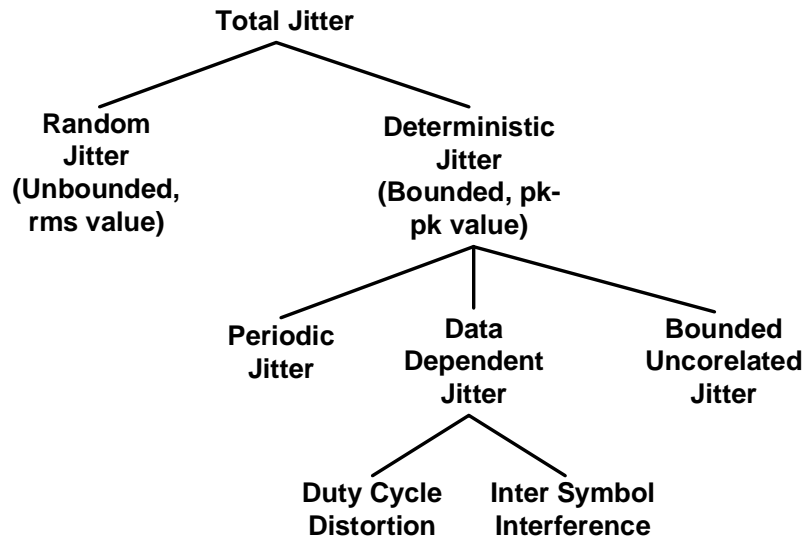 Total Jitter
Random
Jitter
(Unbounded,
rms value)
Deterministic
Jitter
(Bounded, pk-
pk value)
Periodic
Jitter
Data
Dependent
Jitter
Bounded
Uncorelated
Jitter
Duty Cycle
Distortion
Inter Symbol
Interference